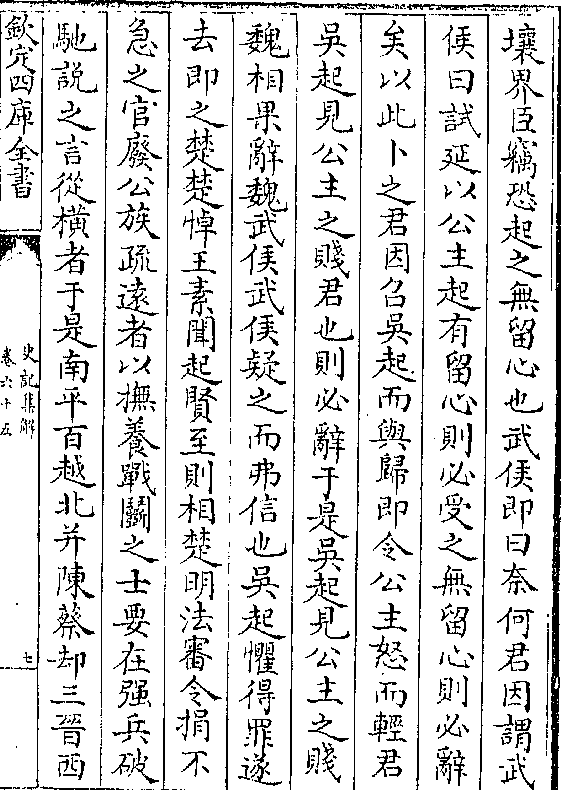 壤界臣竊恐起之無留心也武侯即曰奈何君因謂武
侯曰試延以公主起有留心則必受之無留心則必辭
矣以此卜之君因召吳起而與歸即令公主怒而輕君
吳起見公主之賤君也則必辭于是吳起見公主之賤
魏相果辭魏武侯武侯疑之而弗信也吳起懼得罪遂
去即之楚楚悼王素聞起賢至則相楚明法審令捐不
急之官廢公族疏遠者以撫養戰鬭之士要在强兵破
馳説之言從橫者于是南平百越北并陳蔡却三晉西
欽定四庫全書
史記集解
卷六十五
七